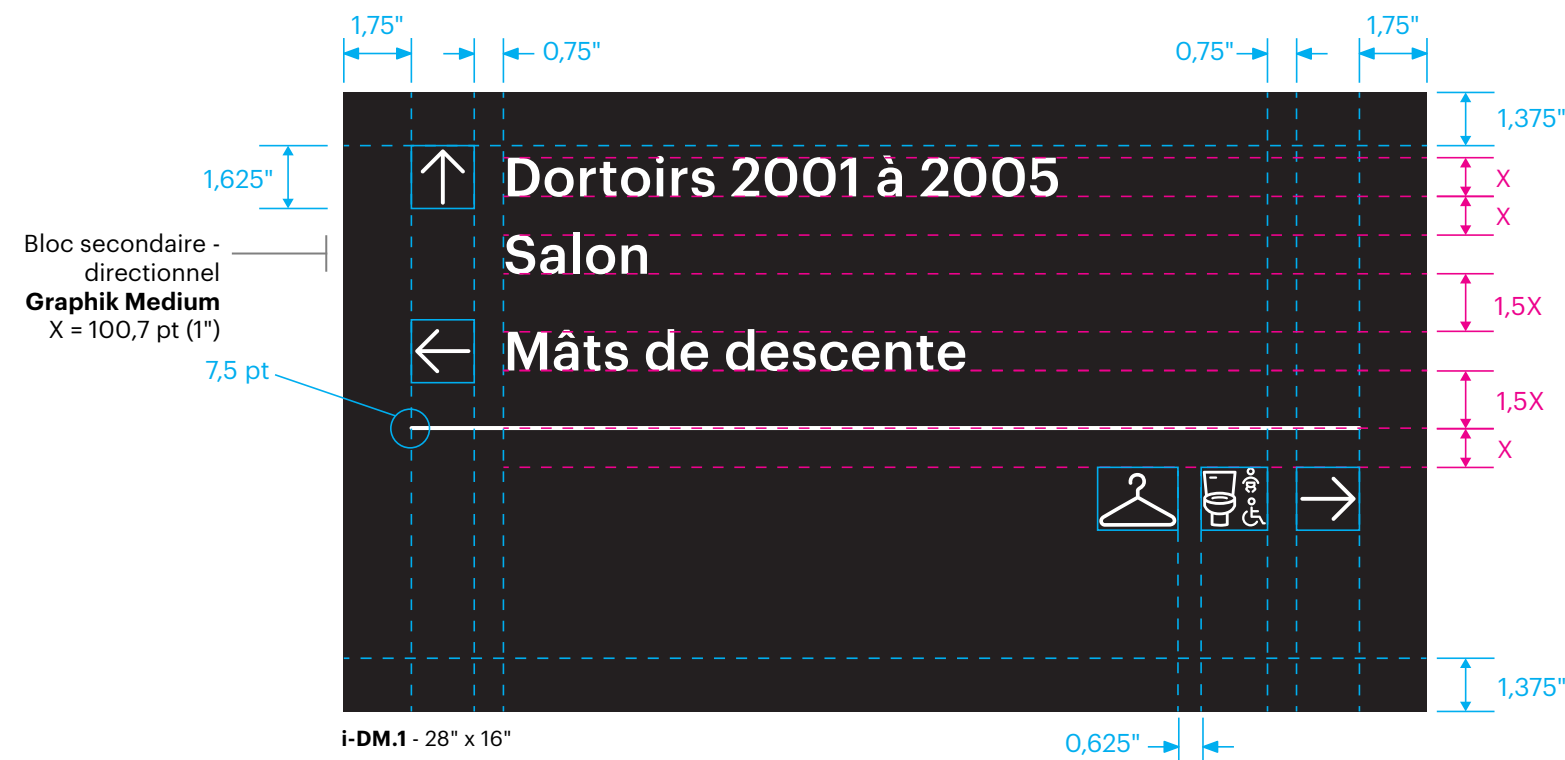 1,75"
1,75"
0,75"
0,75"
1,375"
1,625"
Dortoirs 2001 à 2005
X
X
Bloc secondaire -
directionnel
Graphik Medium
X = 100,7 pt (1")
Salon
1,5X
Mâts de descente
7,5 pt
1,5X
X
1,375"
i-DM.1 - 28" x 16"
0,625"